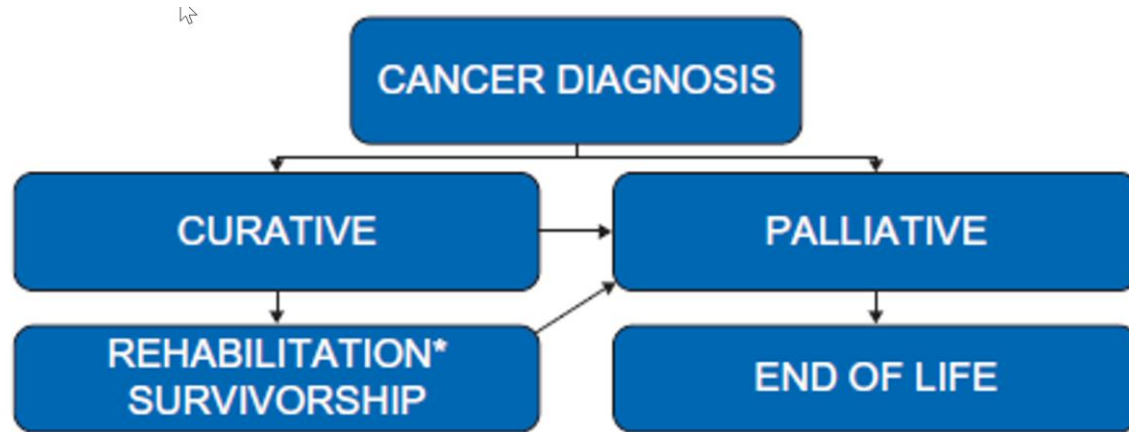 CANCER DIAGNOSIS
CURATIVE
PALLIATIVE
REHABILITATION*
SURVIVORSHIP
END OF LIFE